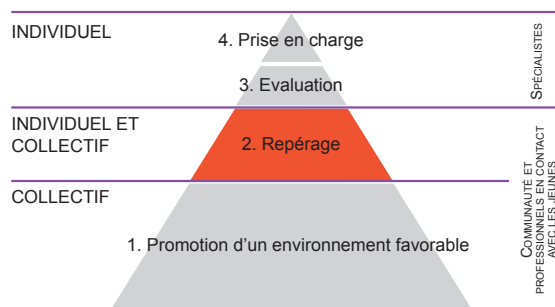 INDIVIDUEL
4. Prise en charge
3. Evaluation
SPÉCIALISTES
INDIVIDUEL ET
COLLECTIF
2. Repérage
COLLECTIF
1. Promotion d'un environnement favorable
COMMUNAUTÉ ET
PROFESSIONNELS EN CONTACT
AVEC LES JEUNES